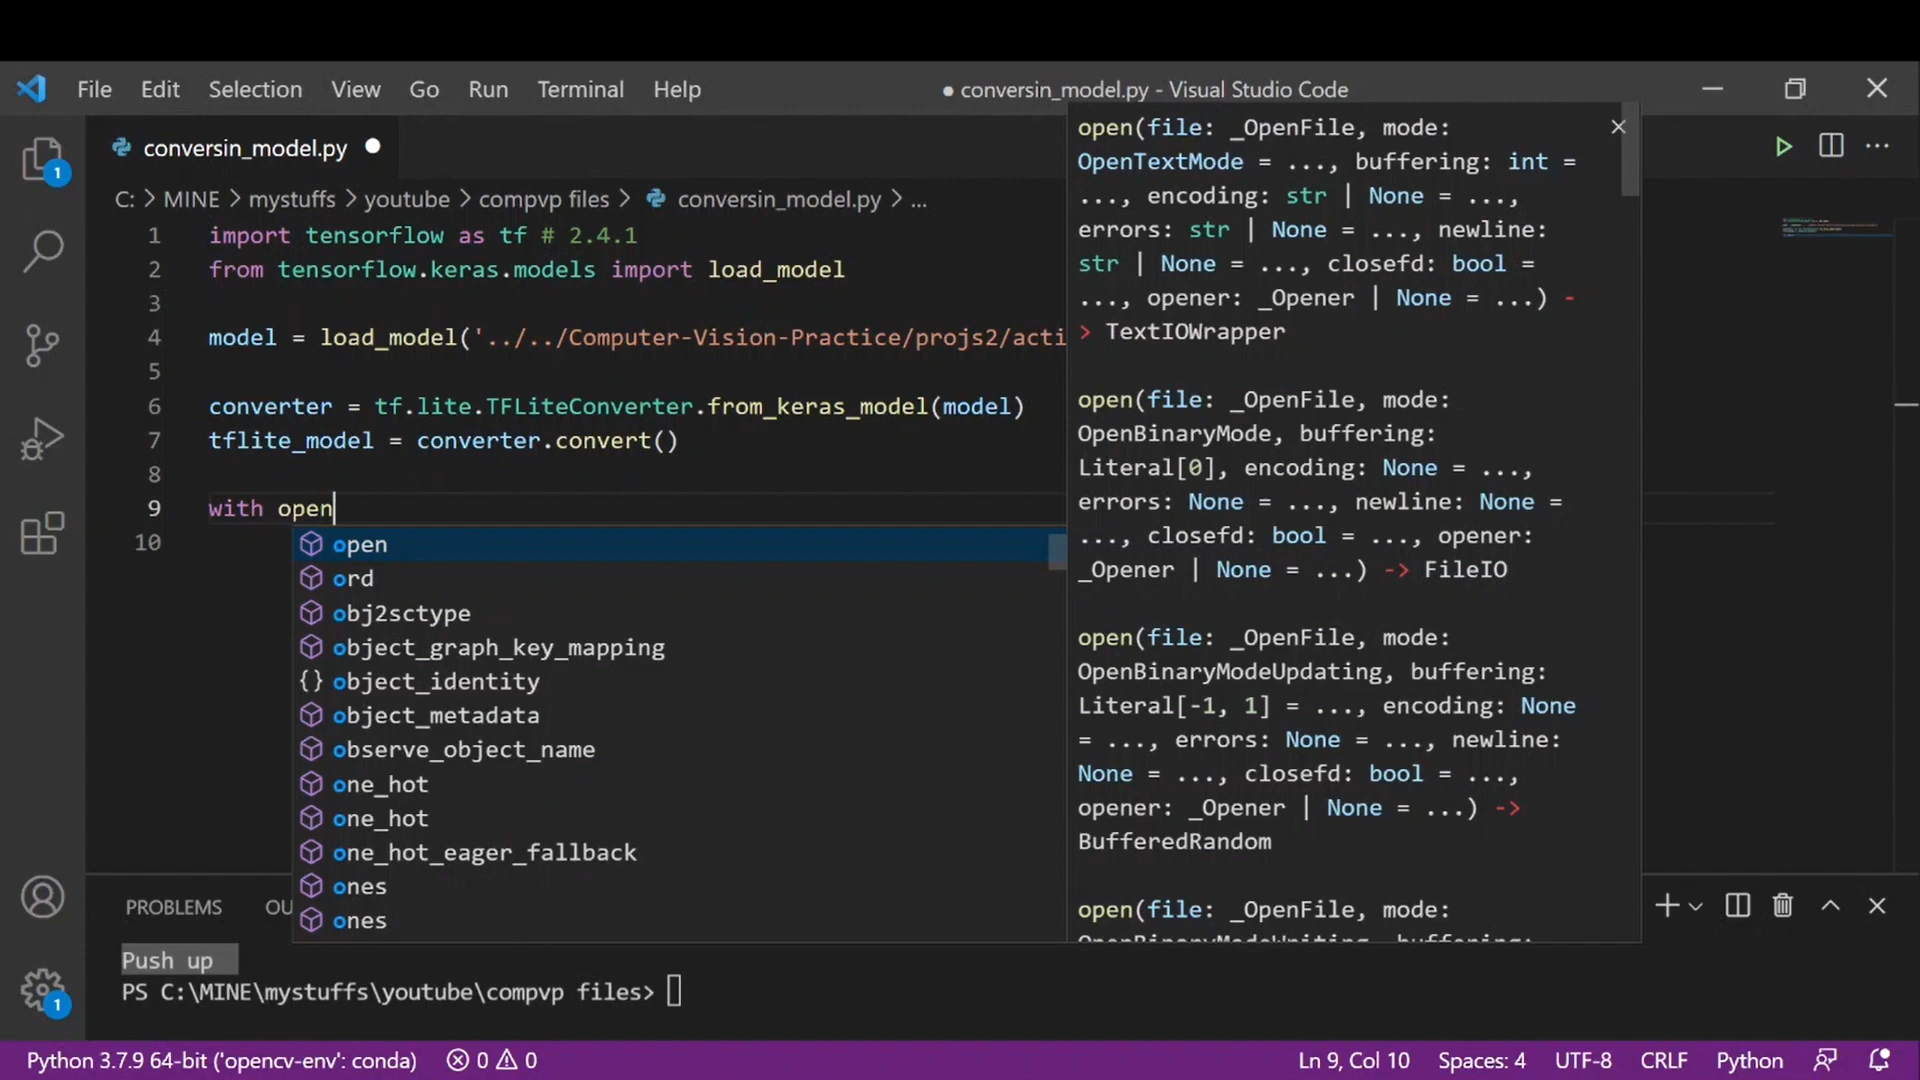 File Edit Selection View Go Run Terminal Help
● conversin_model.py - Visual Studio Code
conversin_model.py
C: > MINE > mystuffs > youtube > compvp files > conversin_model.py > ...
1 import tensorflow as tf # 2.4.1
2 from tensorflow.keras.models import load_model
3
4 model = load_model('../../Computer-Vision-Practice/projs2/acti
5
6 converter = tf.lite.TFLiteConverter.from_keras_model(model)
7 tflite_model = converter.convert()
8
9 with open
10
open
ord
obj2sctype
object_graph_key_mapping
{} object_identity
object_metadata
observe_object_name
one_hot
one_hot
one_hot_eager_fallback
ones
ones
open(file: _OpenFile, mode:
OpenTextMode = ..., buffering: int =
..., encoding: str | None = ...,
errors: str | None = ..., newline:
str | None = ..., closefd: bool =
..., opener: _Opener | None = ...) -
> TextIOWrapper
open(file: _OpenFile, mode:
OpenBinaryMode, buffering:
Literal[0], encoding: None = ...,
errors: None = ..., newline: None =
..., closefd: bool = ..., opener:
_Opener | None = ...) -> FileIO
open(file: _OpenFile, mode:
OpenBinaryModeUpdating, buffering:
Literal[-1, 1] = ..., encoding: None
= ..., errors: None = ..., newline:
None = ..., closefd: bool = ...,
opener: _Opener | None = ...) ->
BufferedRandom
open(file: _OpenFile, mode:
OpenBinaryModeWriting, buffering:
PROBLEMS OU
Push up
PS C:\MINE\mystuffs\youtube\compvp files>
1
1
Python 3.7.9 64-bit ('opencv-env': conda) 0 0 Ln 9, Col 10 Spaces: 4 UTF-8 CRLF Python